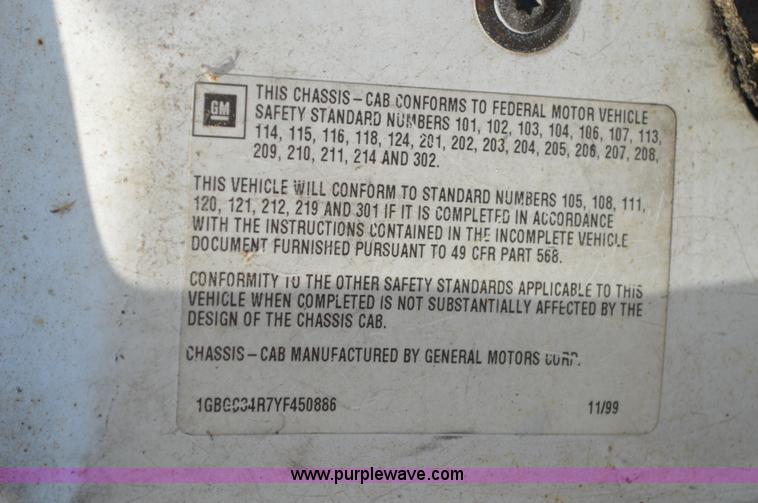 GM
THIS CHASSIS-CAB CONFORMS TO FEDERAL MOTOR VEHICLE
SAFETY STANDARD NUMBERS 101, 102, 103, 104, 106, 107, 113,
114, 115, 116, 118, 124, 201, 202, 203, 204, 205, 206, 207, 208,
209, 210, 211, 214 AND 302.
THIS VEHICLE WILL CONFORM TO STANDARD NUMBERS 105, 108, 111,
120, 121, 212, 219 AND 301 IF IT IS COMPLETED IN ACCORDANCE
WITH THE INSTRUCTIONS CONTAINED IN THE INCOMPLETE VEHICLE
DOCUMENT FURNISHED PURSUANT TO 49 CFR PART 568.
CONFORMITY TO THE OTHER SAFETY STANDARDS APPLICABLE TO THIS
VEHICLE WHEN COMPLETED IS NOT SUBSTANTIALLY AFFECTED BY THE
DESIGN OF THE CHASSIS CAB.
CHASSIS-CAB MANUFACTURED BY GENERAL MOTORS CORP.
1GBGC34R7YF450886 11/99
www.purplewave.com